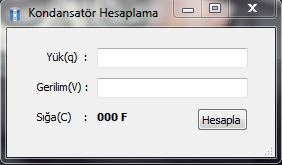 Kondansatör Hesaplama
Yük(q) :
Gerilim(V) :
Sığa(C) : 000 F
Hesapla